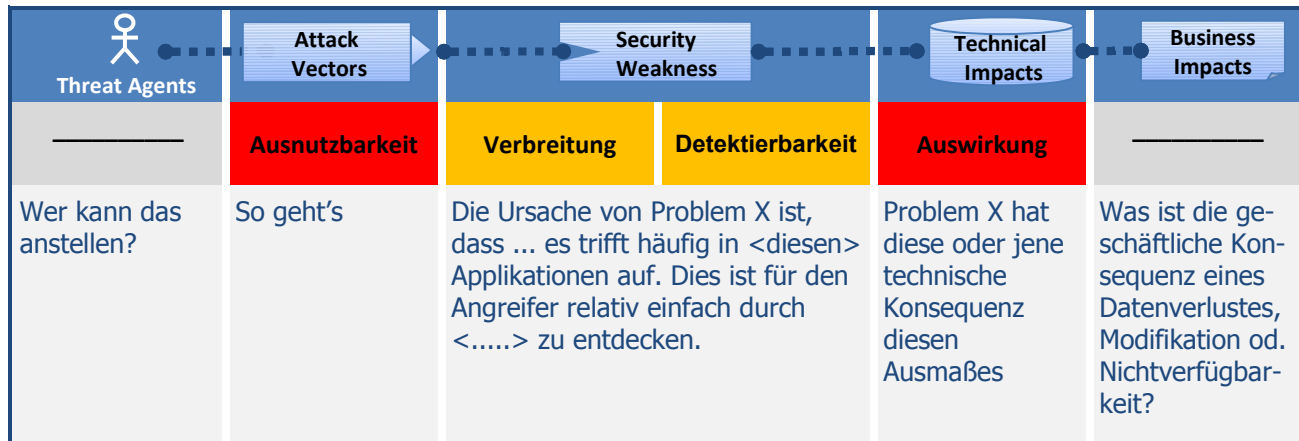 Threat Agents
Attack
Vectors
Security
Weakness
Technical
Impacts
Business
Impacts
__________
Ausnutzbarkeit
Verbreitung
Detektierbarkeit
Auswirkung
__________
Wer kann das
anstellen?
So geht's
Die Ursache von Problem X ist,
dass ... es trifft häufig in <diesen>
Applikationen auf. Dies ist für den
Angreifer relativ einfach durch
<.....> zu entdecken.
Problem X hat
diese oder jene
technische
Konsequenz
diesen
Ausmaßes
Was ist die ge-
schäftliche Kon-
sequenz eines
Datenverlustes,
Modifikation od.
Nichtverfügbar-
keit?